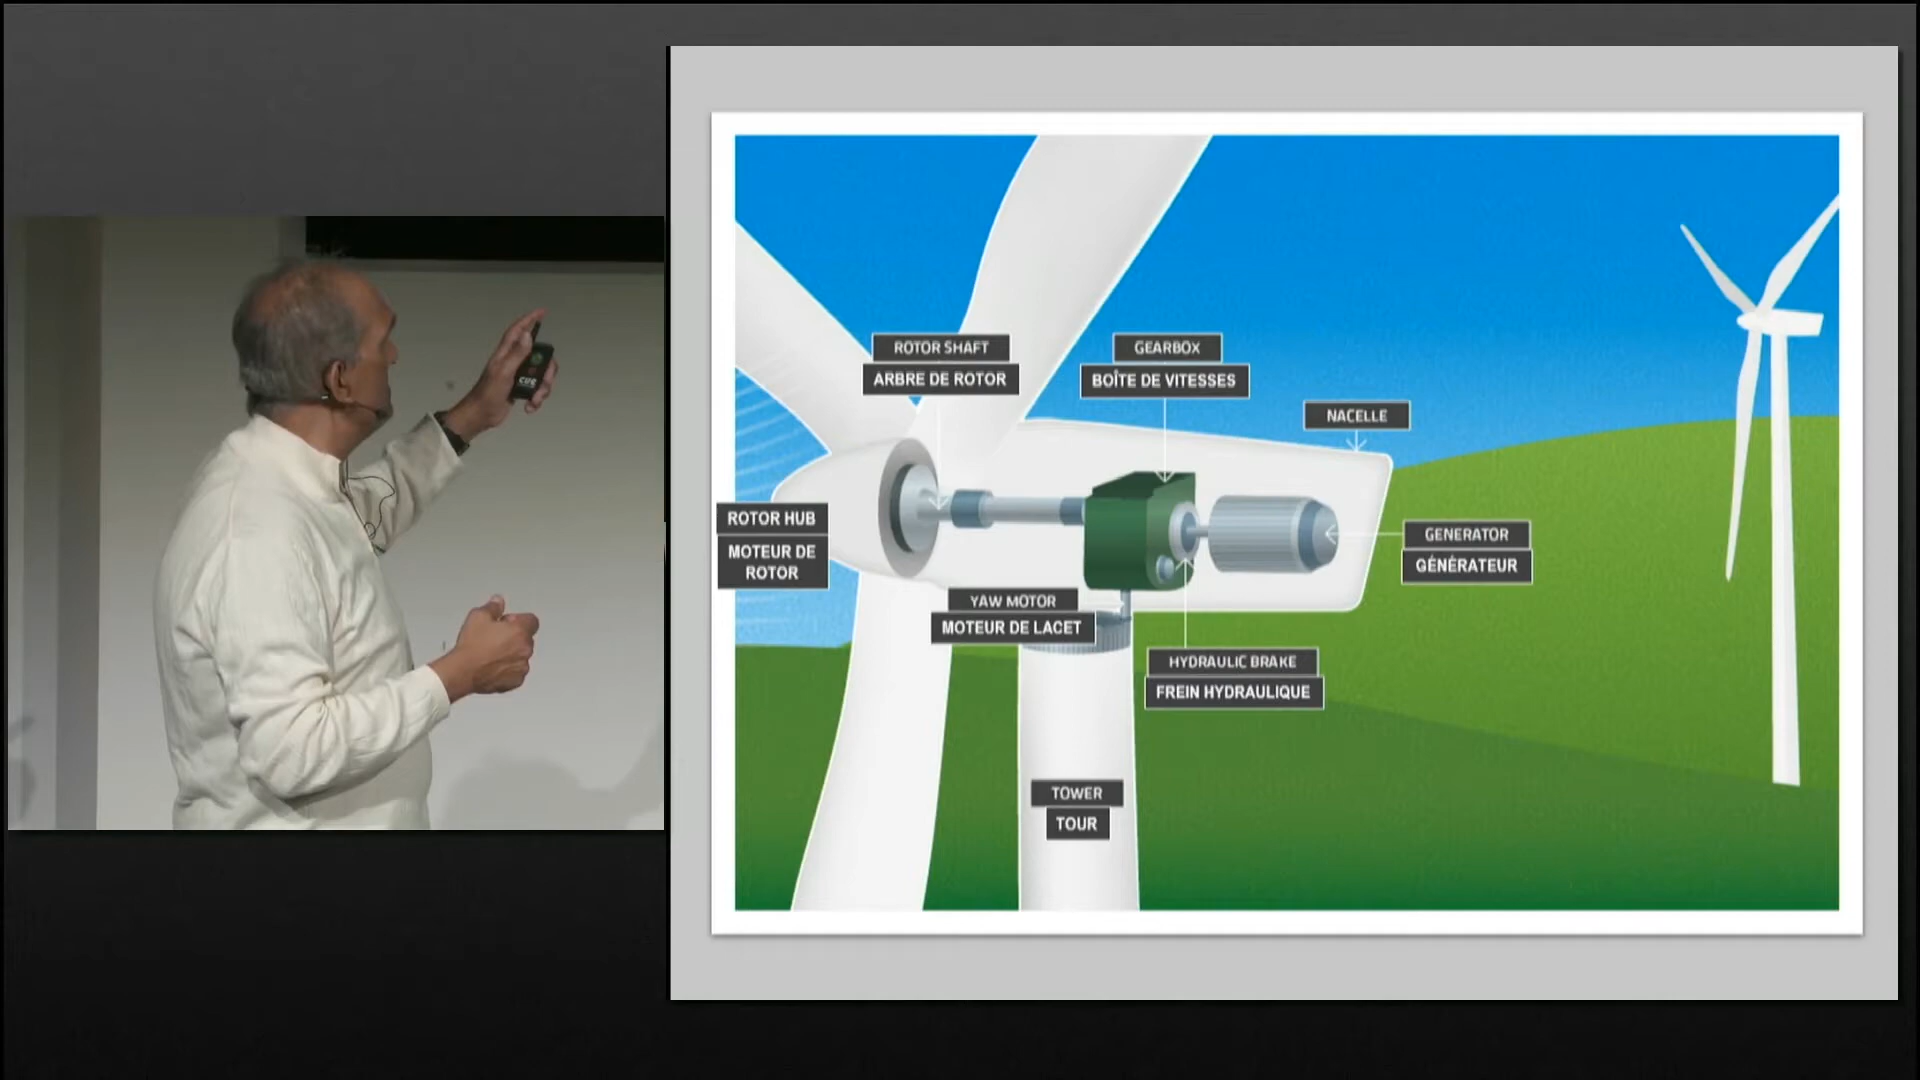 ROTOR SHAFT
ARBRE DE ROTOR
GEARBOX
BOÎTE DE VITESSES
NACELLE
ROTOR HUB
MOTEUR DE
ROTOR
GENERATOR
GÉNÉRATEUR
YAW MOTOR
MOTEUR DE LACET
HYDRAULIC BRAKE
FREIN HYDRAULIQUE
TOWER
TOUR